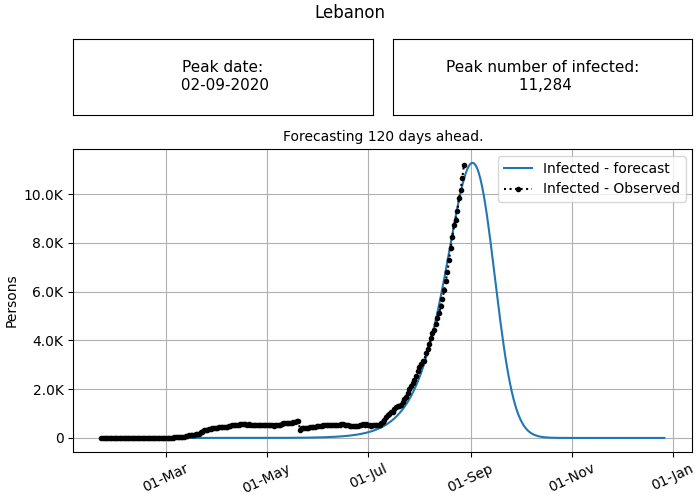 Lebanon
Peak date:
02-09-2020
Peak number of infected:
11,284
Forecasting 120 days ahead.
Infected - forecast
Infected - Observed
10.0K
8.0K
6.0K
4.0K
2.0K
0
Persons
01-Mar
01-May
01-Jul
01-Sep
01-Nov
01-Jan